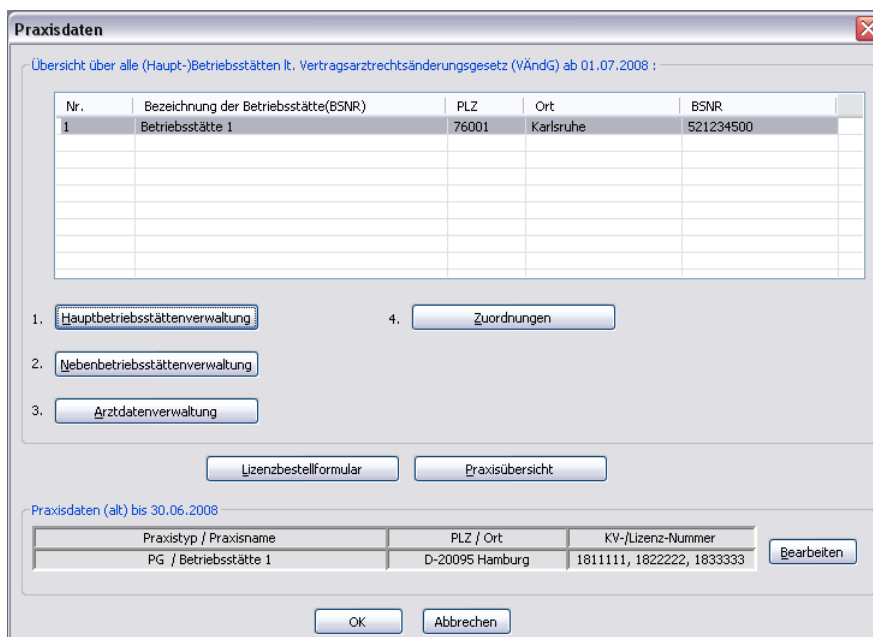 Praxisdaten
Übersicht über alle (Haupt-)Betriebsstätten lt. Vertragsarztrechtsänderungsgesetz (VÄndG) ab 01.07.2008 :
Nr. Bezeichnung der Betriebsstätte(BSNR) PLZ Ort BSNR
1 Betriebsstätte 1 76001 Karlsruhe 521234500
1. Hauptbetriebsstättenverwaltung 4. Zuordnungen
2. Nebenbetriebsstättenverwaltung
3. Arztdatenverwaltung
Lizenzbestellformular Praxisübersicht
Praxisdaten (alt) bis 30.06.2008
Praxistyp / Praxisname PLZ / Ort KV-/Lizenz-Nummer
PG / Betriebsstätte 1 D-20095 Hamburg 1811111, 1822222, 1833333 Bearbeiten
OK Abbrechen